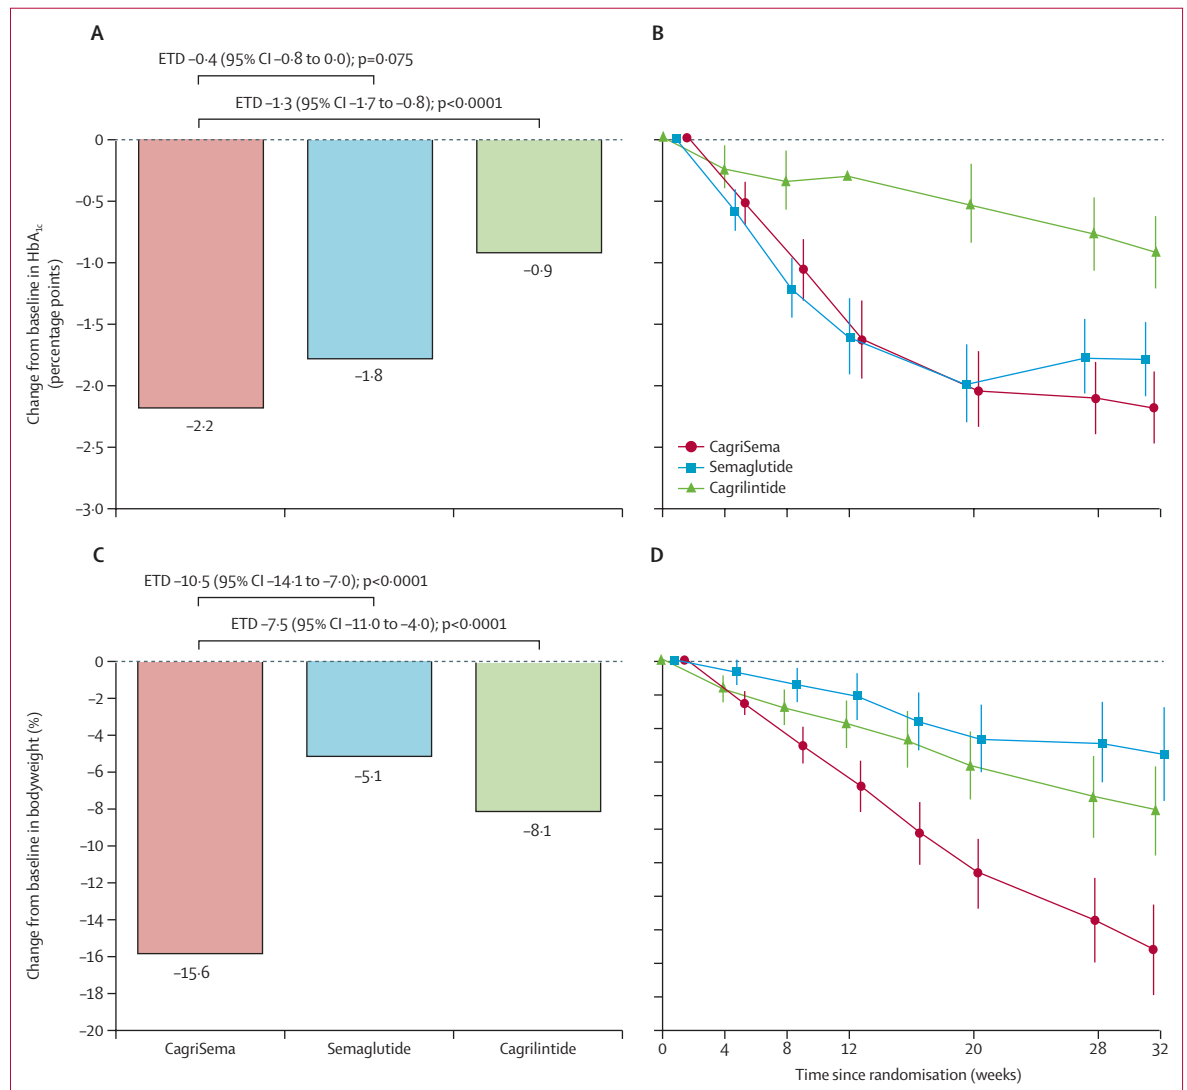 A
ETD –0·4 (95% CI –0·8 to 0·0); p=0·075
ETD –1·3 (95% CI –1·7 to –0·8); p<0·0001
Change from baseline in HbA1c
(percentage points)
0
–0·5
–1·0
–1·5
–2·0
–2·5
–3·0
–2·2
–1·8
–0·9
B
CagriSema
Semaglutide
Cagrilintide
C
ETD –10·5 (95% CI –14·1 to –7·0); p<0·0001
ETD –7·5 (95% CI –11·0 to –4·0); p<0·0001
Change from baseline in bodyweight (%)
0
–2
–4
–6
–8
–10
–12
–14
–16
–18
–20
–15·6
–5·1
–8·1
CagriSema Semaglutide Cagrilintide
D
0 4 8 12 20 28 32
Time since randomisation (weeks)